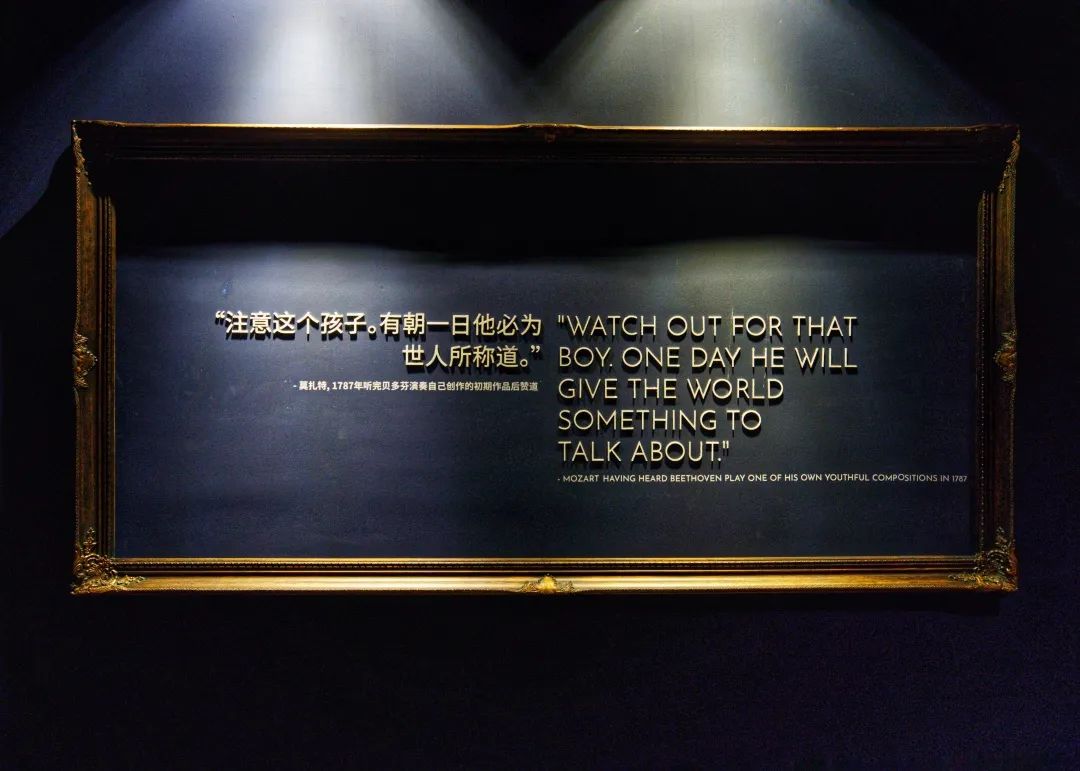 “注意这个孩子。有朝一日他必为
世人所称道。”
- 莫扎特, 1787年听完贝多芬演奏自己创作的初期作品后赞道
"WATCH OUT FOR THAT
BOY. ONE DAY HE WILL
GIVE THE WORLD
SOMETHING TO
TALK ABOUT."
- MOZART HAVING HEARD BEETHOVEN PLAY ONE OF HIS OWN YOUTHFUL COMPOSITIONS IN 1787